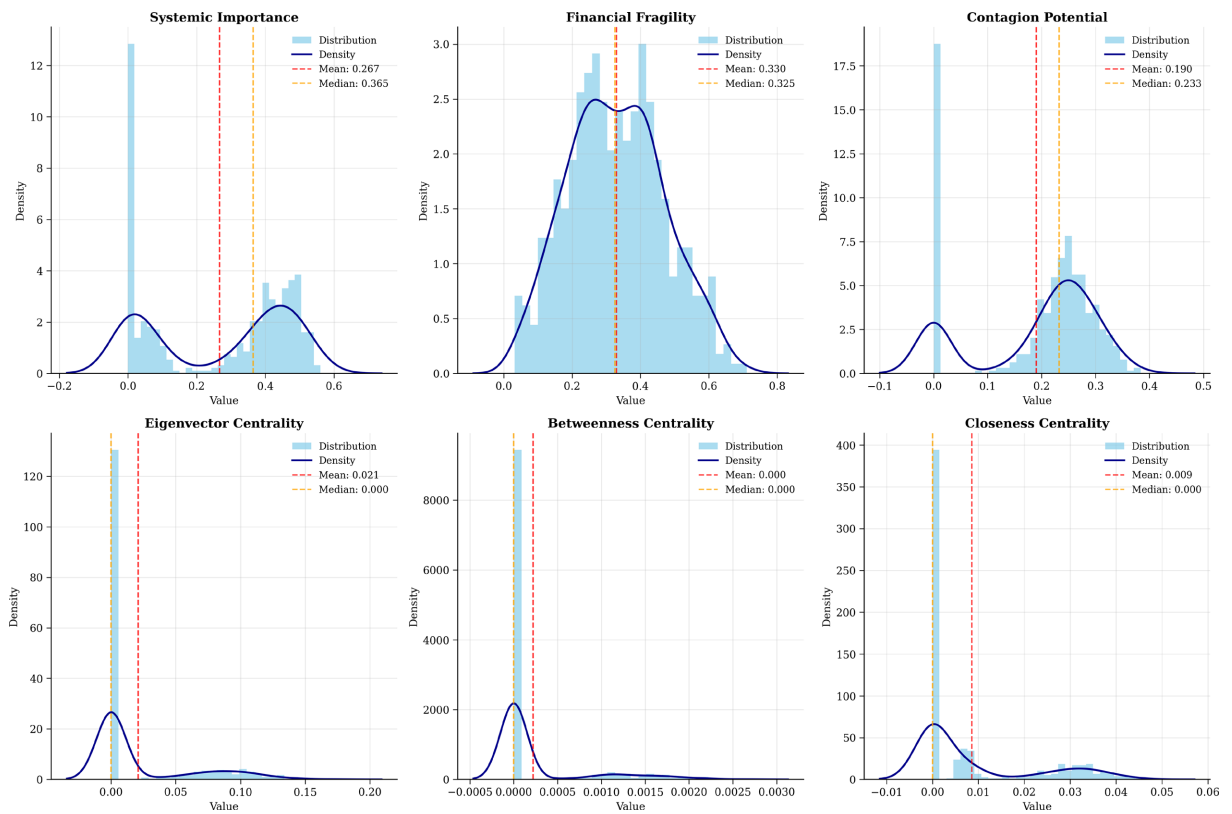 Systemic Importance
Distribution
Density
Mean: 0.267
Median: 0.365
12
10
8
6
4
2
0
Density
−0.2
0.0
0.2
0.4
0.6
Value
Financial Fragility
Distribution
Density
Mean: 0.330
Median: 0.325
3.0
2.5
2.0
1.5
1.0
0.5
0.0
Density
0.0
0.2
0.4
0.6
0.8
Value
Contagion Potential
Distribution
Density
Mean: 0.190
Median: 0.233
17.5
15.0
12.5
10.0
7.5
5.0
2.5
0.0
Density
−0.1
0.0
0.1
0.2
0.3
0.4
0.5
Value
Eigenvector Centrality
Distribution
Density
Mean: 0.021
Median: 0.000
120
100
80
60
40
20
0
Density
0.00
0.05
0.10
0.15
0.20
Value
Betweenness Centrality
Distribution
Density
Mean: 0.000
Median: 0.000
8000
6000
4000
2000
0
Density
−0.0005
0.0000
0.0005
0.0010
0.0015
0.0020
0.0025
0.0030
Value
Closeness Centrality
Distribution
Density
Mean: 0.009
Median: 0.000
400
350
300
250
200
150
100
50
0
Density
−0.01
0.00
0.01
0.02
0.03
0.04
0.05
0.06
Value